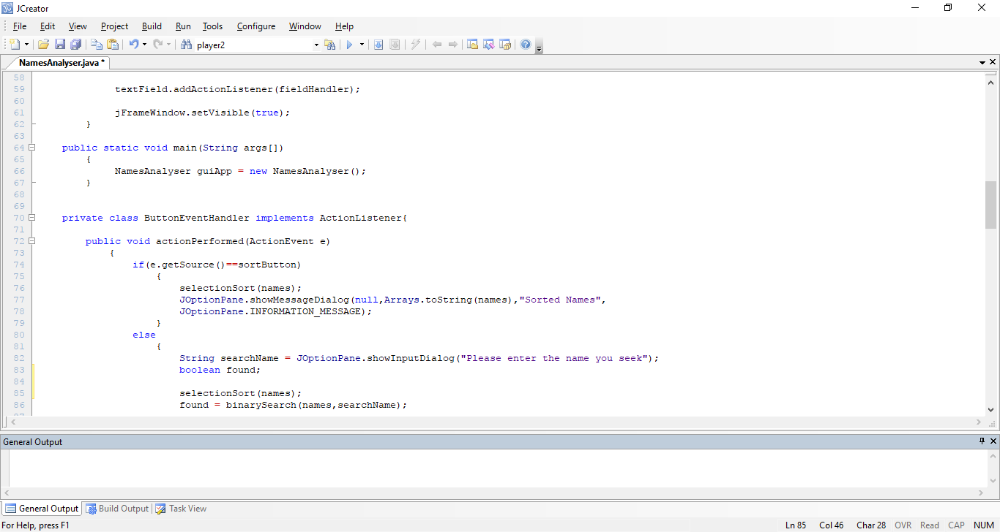 JCreator
File Edit View Project Build Run Tools Configure Window Help
player2
NamesAnalyser.java *
58
59 textField.addActionListener(fieldHandler);
60
61 jFrameWindow.setVisible(true);
62 }
63
64 public static void main(String args[])
65 {
66 NamesAnalyser guiApp = new NamesAnalyser();
67 }
68
69
70 private class ButtonEventHandler implements ActionListener{
71
72 public void actionPerformed(ActionEvent e)
73 {
74 if(e.getSource()==sortButton)
75 {
76 selectionSort(names);
77 JOptionPane.showMessageDialog(null,Arrays.toString(names),"Sorted Names",
78 JOptionPane.INFORMATION_MESSAGE);
79 }
80 else
81 {
82 String searchName = JOptionPane.showInputDialog("Please enter the name you seek");
83 boolean found;
84
85 selectionSort(names);
86 found = binarySearch(names,searchName);
General Output
General Output Build Output Task View
For Help, press F1 Ln 85 Col 46 Char 28 OVR Read CAP NUM